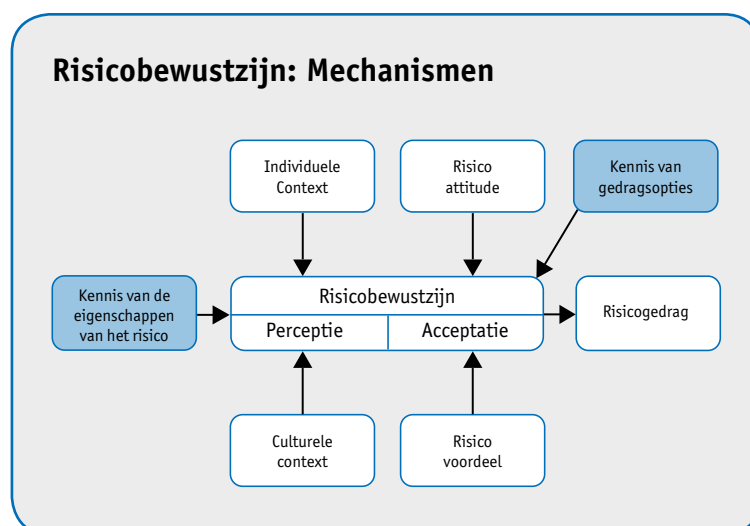 Risicobewustzijn: Mechanismen
Individuele
Context
Risico
attitude
Kennis van
gedragsopties
Kennis van de
eigenschappen
van het risico
Risicobewustzijn
Perceptie
Acceptatie
Risicogedrag
Culturele
context
Risico
voordeel